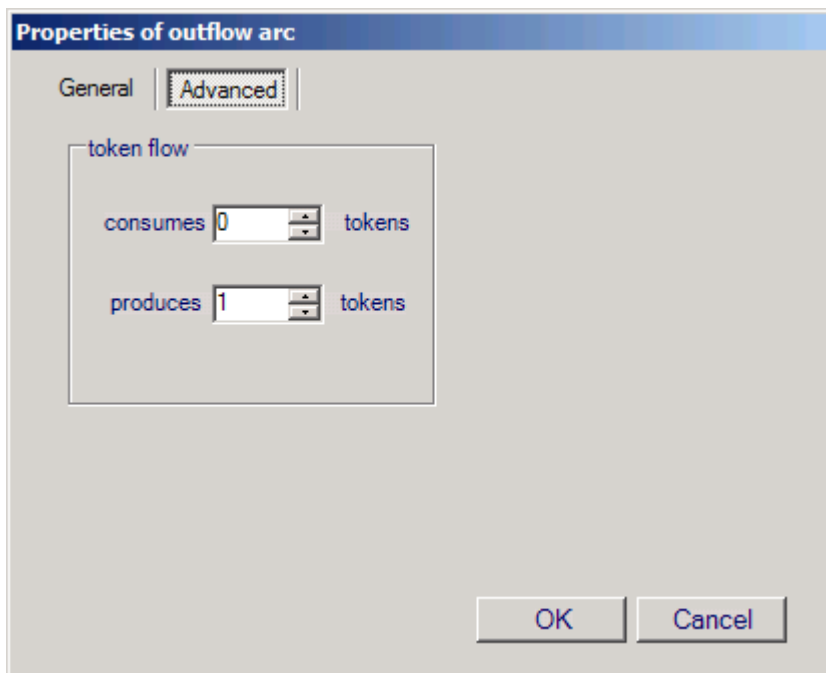 Properties of outflow arc
General Advanced
token flow
consumes 0 tokens
produces 1 tokens
OK Cancel